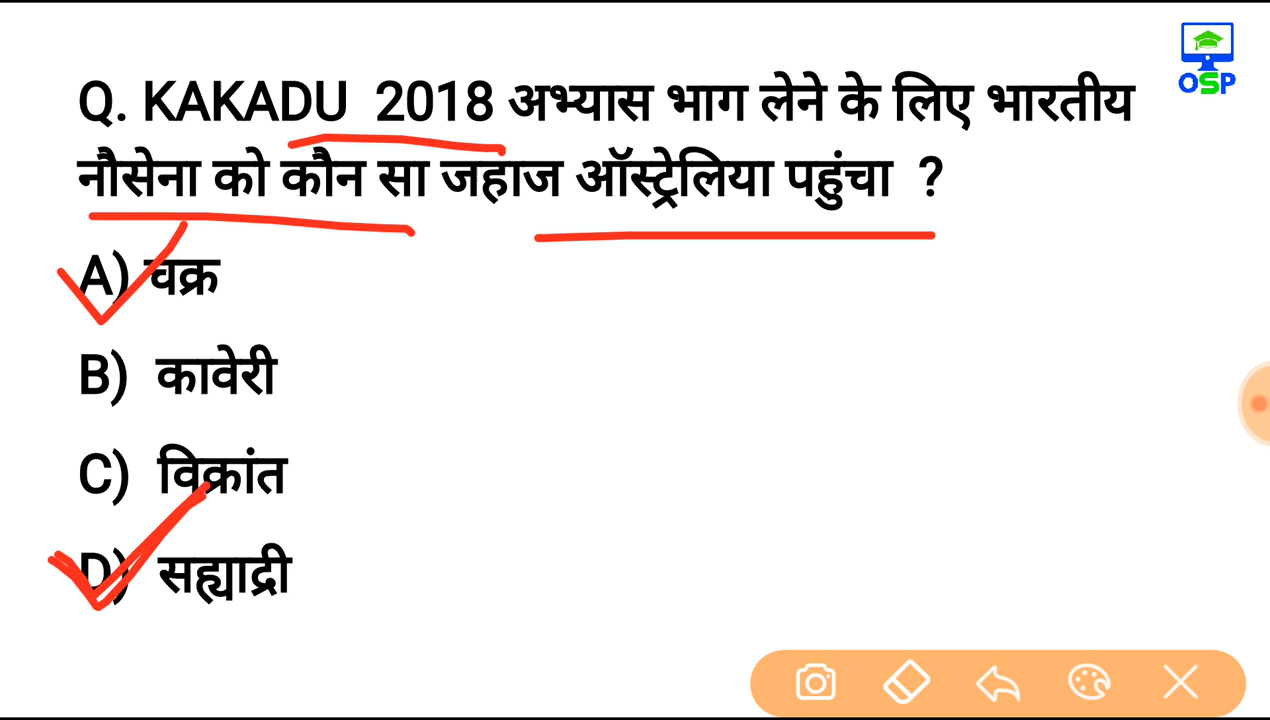 OSP
Q. KAKADU 2018 अभ्यास भाग लेने के लिए भारतीय
नौसेना को कौन सा जहाज ऑस्ट्रेलिया पहुंचा ?
A) चक्र
B) कावेरी
C) विक्रांत
D) सह्याद्री